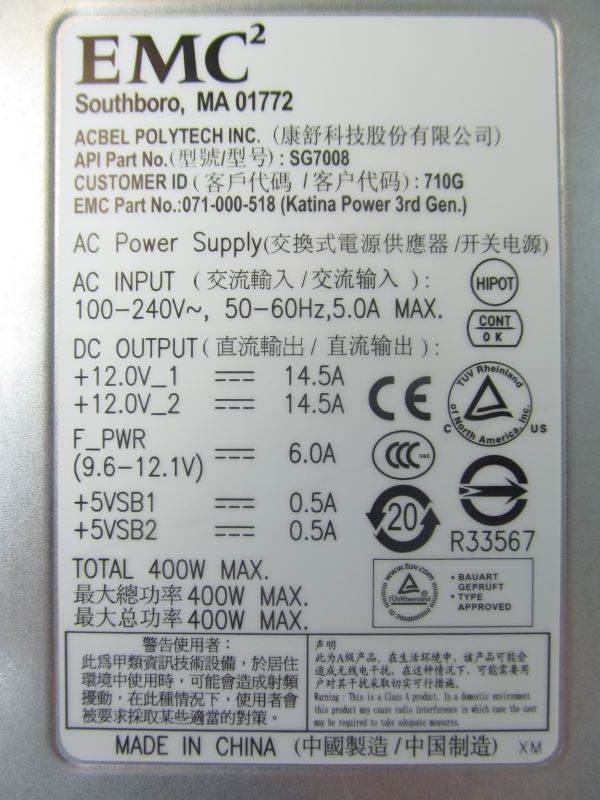 EMC²
Southboro, MA 01772
ACBEL POLYTECH INC. (康舒科技股份有限公司)
API Part No.(型號/型号) : SG7008
CUSTOMER ID (客戶代碼 / 客户代码) : 710G
EMC Part No.:071-000-518 (Katina Power 3rd Gen.)
AC Power Supply(交換式電源供應器 /开关电源)
AC INPUT (交流輸入 / 交流输入) :
100-240V~, 50-60Hz,5.0A MAX.
HIPOT
CONT
OK
DC OUTPUT (直流輸出 / 直流输出) :
+12.0V_1 14.5A
+12.0V_2 14.5A
F_PWR
(9.6-12.1V) 6.0A
+5VSB1 0.5A
+5VSB2 0.5A
CE
TUV Rheinland
of North America, Inc.
C US
CCC S&E
20
R33567
TOTAL 400W MAX.
最大總功率 400W MAX.
最大总功率 400W MAX.
www.tuv.com
TÜVRheinland
ID:2000000000
• BAUART
GEPRÜFT
• TYPE
APPROVED
警告使用者:
此為甲類資訊技術設備，於居住
環境中使用時，可能會造成射頻
擾動，在此種情況下，使用者會
被要求採取某些適當的對策。
声明
此为A级产品，在生活环境中，该产品可能会
造成无线电干扰，在这种情况下，可能需要用
户对其干扰采取切实可行措施。
Warning : This is a Class A product. In a domestic environment
this product may cause radio interference in which case the user
may be required to take adequate measures.
MADE IN CHINA (中國製造 / 中国制造) XM